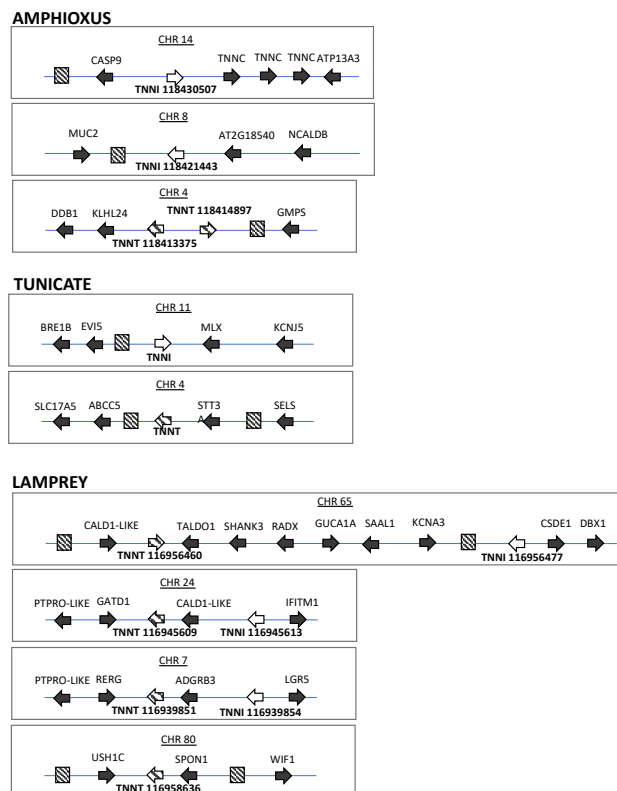 AMPHIOXUS
CHR 14
CASP9 TNNC TNNC TNNC ATP13A3
TNNI 118430507
CHR 8
MUC2 AT2G18540 NCALDB
TNNI 118421443
CHR 4
TNNT 118414897
DDB1 KLHL24 GMPS
TNNT 118413375
TUNICATE
CHR 11
BRE1B EVI5 MLX KCNJ5
TNNI
CHR 4
SLC17A5 ABCC5 STT3 SELS
A
TNNT
LAMPREY
CHR 65
CALD1-LIKE TALDO1 SHANK3 RADX GUCA1A SAAL1 KCNA3 CSDE1 DBX1
TNNT 116956460 TNNI 116956477
CHR 24
PTPRO-LIKE GATD1 CALD1-LIKE IFITM1
TNNT 116945609 TNNI 116945613
CHR 7
PTPRO-LIKE RERG ADGRB3 LGR5
TNNT 116939851 TNNI 116939854
CHR 80
USH1C SPON1 WIF1
TNNT 116958636